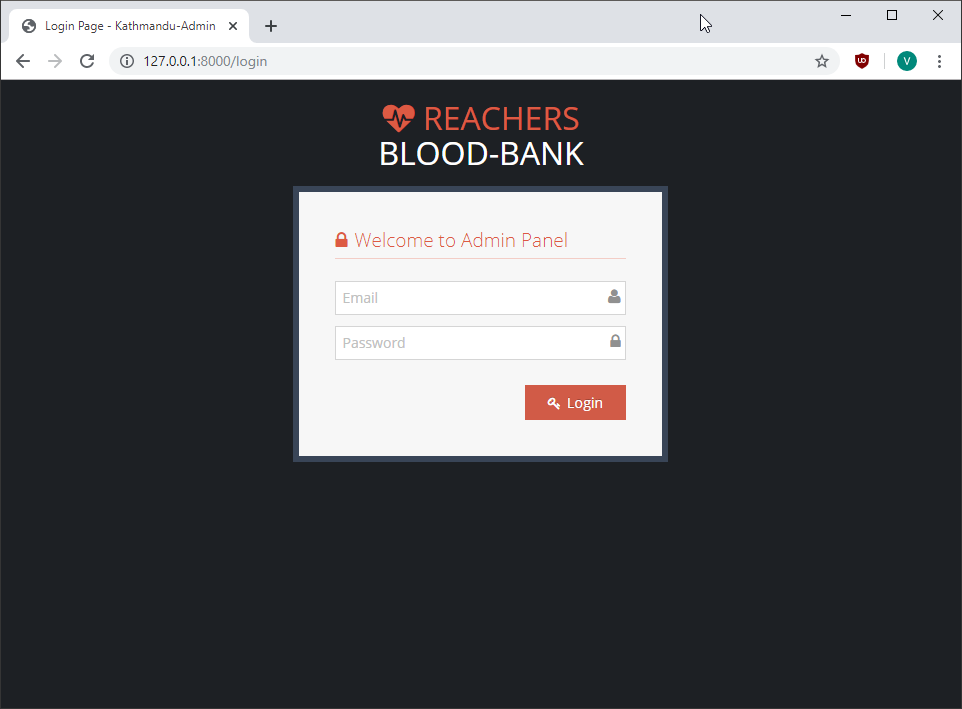 Login Page - Kathmandu-Admin
127.0.0.1:8000/login
V
REACHERS
BLOOD-BANK
Welcome to Admin Panel
Email
Password
Login